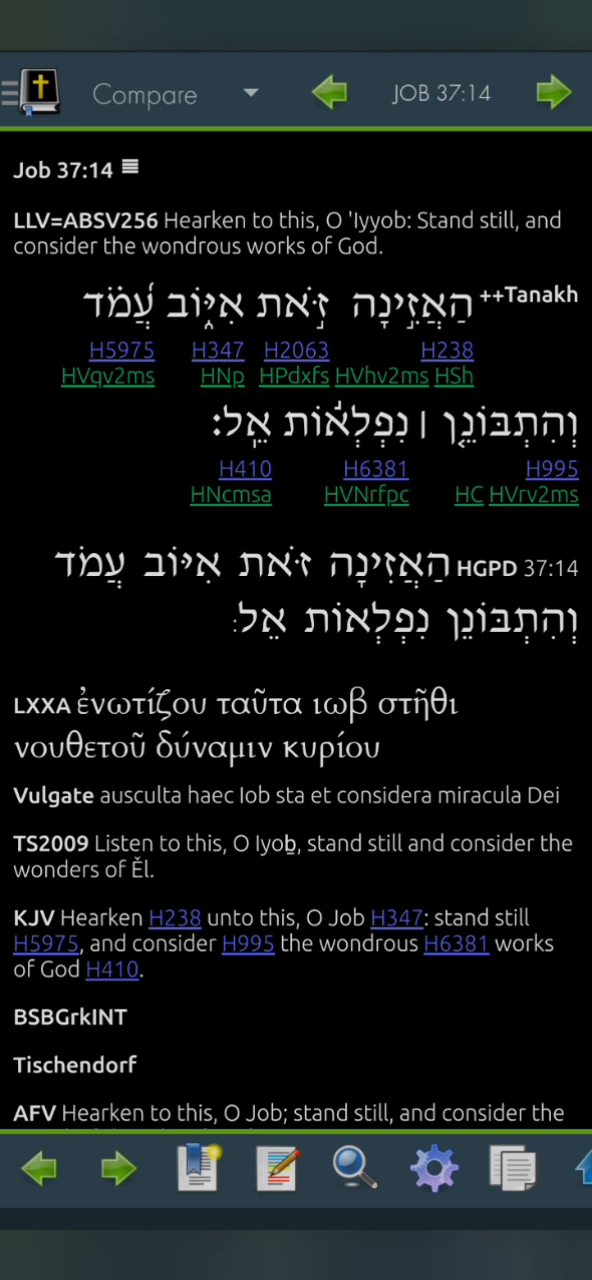 Compare
JOB 37:14
Job 37:14
LLV=ABSV256 Hearken to this, O 'Iyyob: Stand still, and
consider the wondrous works of God.
++Tanakh הַאֲזִ֣ינָה זֹּ֣את אִיּ֑וֹב עֲ֝מֹ֗ד
H238 H2063 H347 H5975
HSh HVhv2ms HPdxfs HNp HVqv2ms
וְהִתְבּוֹנֵ֤ן ׀ נִפְלְא֬וֹת אֵֽל׃
H995 H6381 H410
HVrv2ms HC HVNrfpc HNcmsa
HGPD 37:14 הַאֲזִינָה זֹּאת אִיּוֹב עֲמֹד
וְהִתְבּוֹנֵן נִפְלְאוֹת אֵל׃
LXXA ἐνωτίζου ταῦτα ιωβ στῆθι
νουθετοῦ δύναμιν κυρίου
Vulgate ausculta haec Iob sta et considera miracula Dei
TS2009 Listen to this, O Iyoḇ, stand still and consider the
wonders of Ĕl.
KJV Hearken H238 unto this, O Job H347: stand still
H5975, and consider H995 the wondrous H6381 works
of God H410.
BSBGrkINT
Tischendorf
AFV Hearken to this, O Job; stand still, and consider the